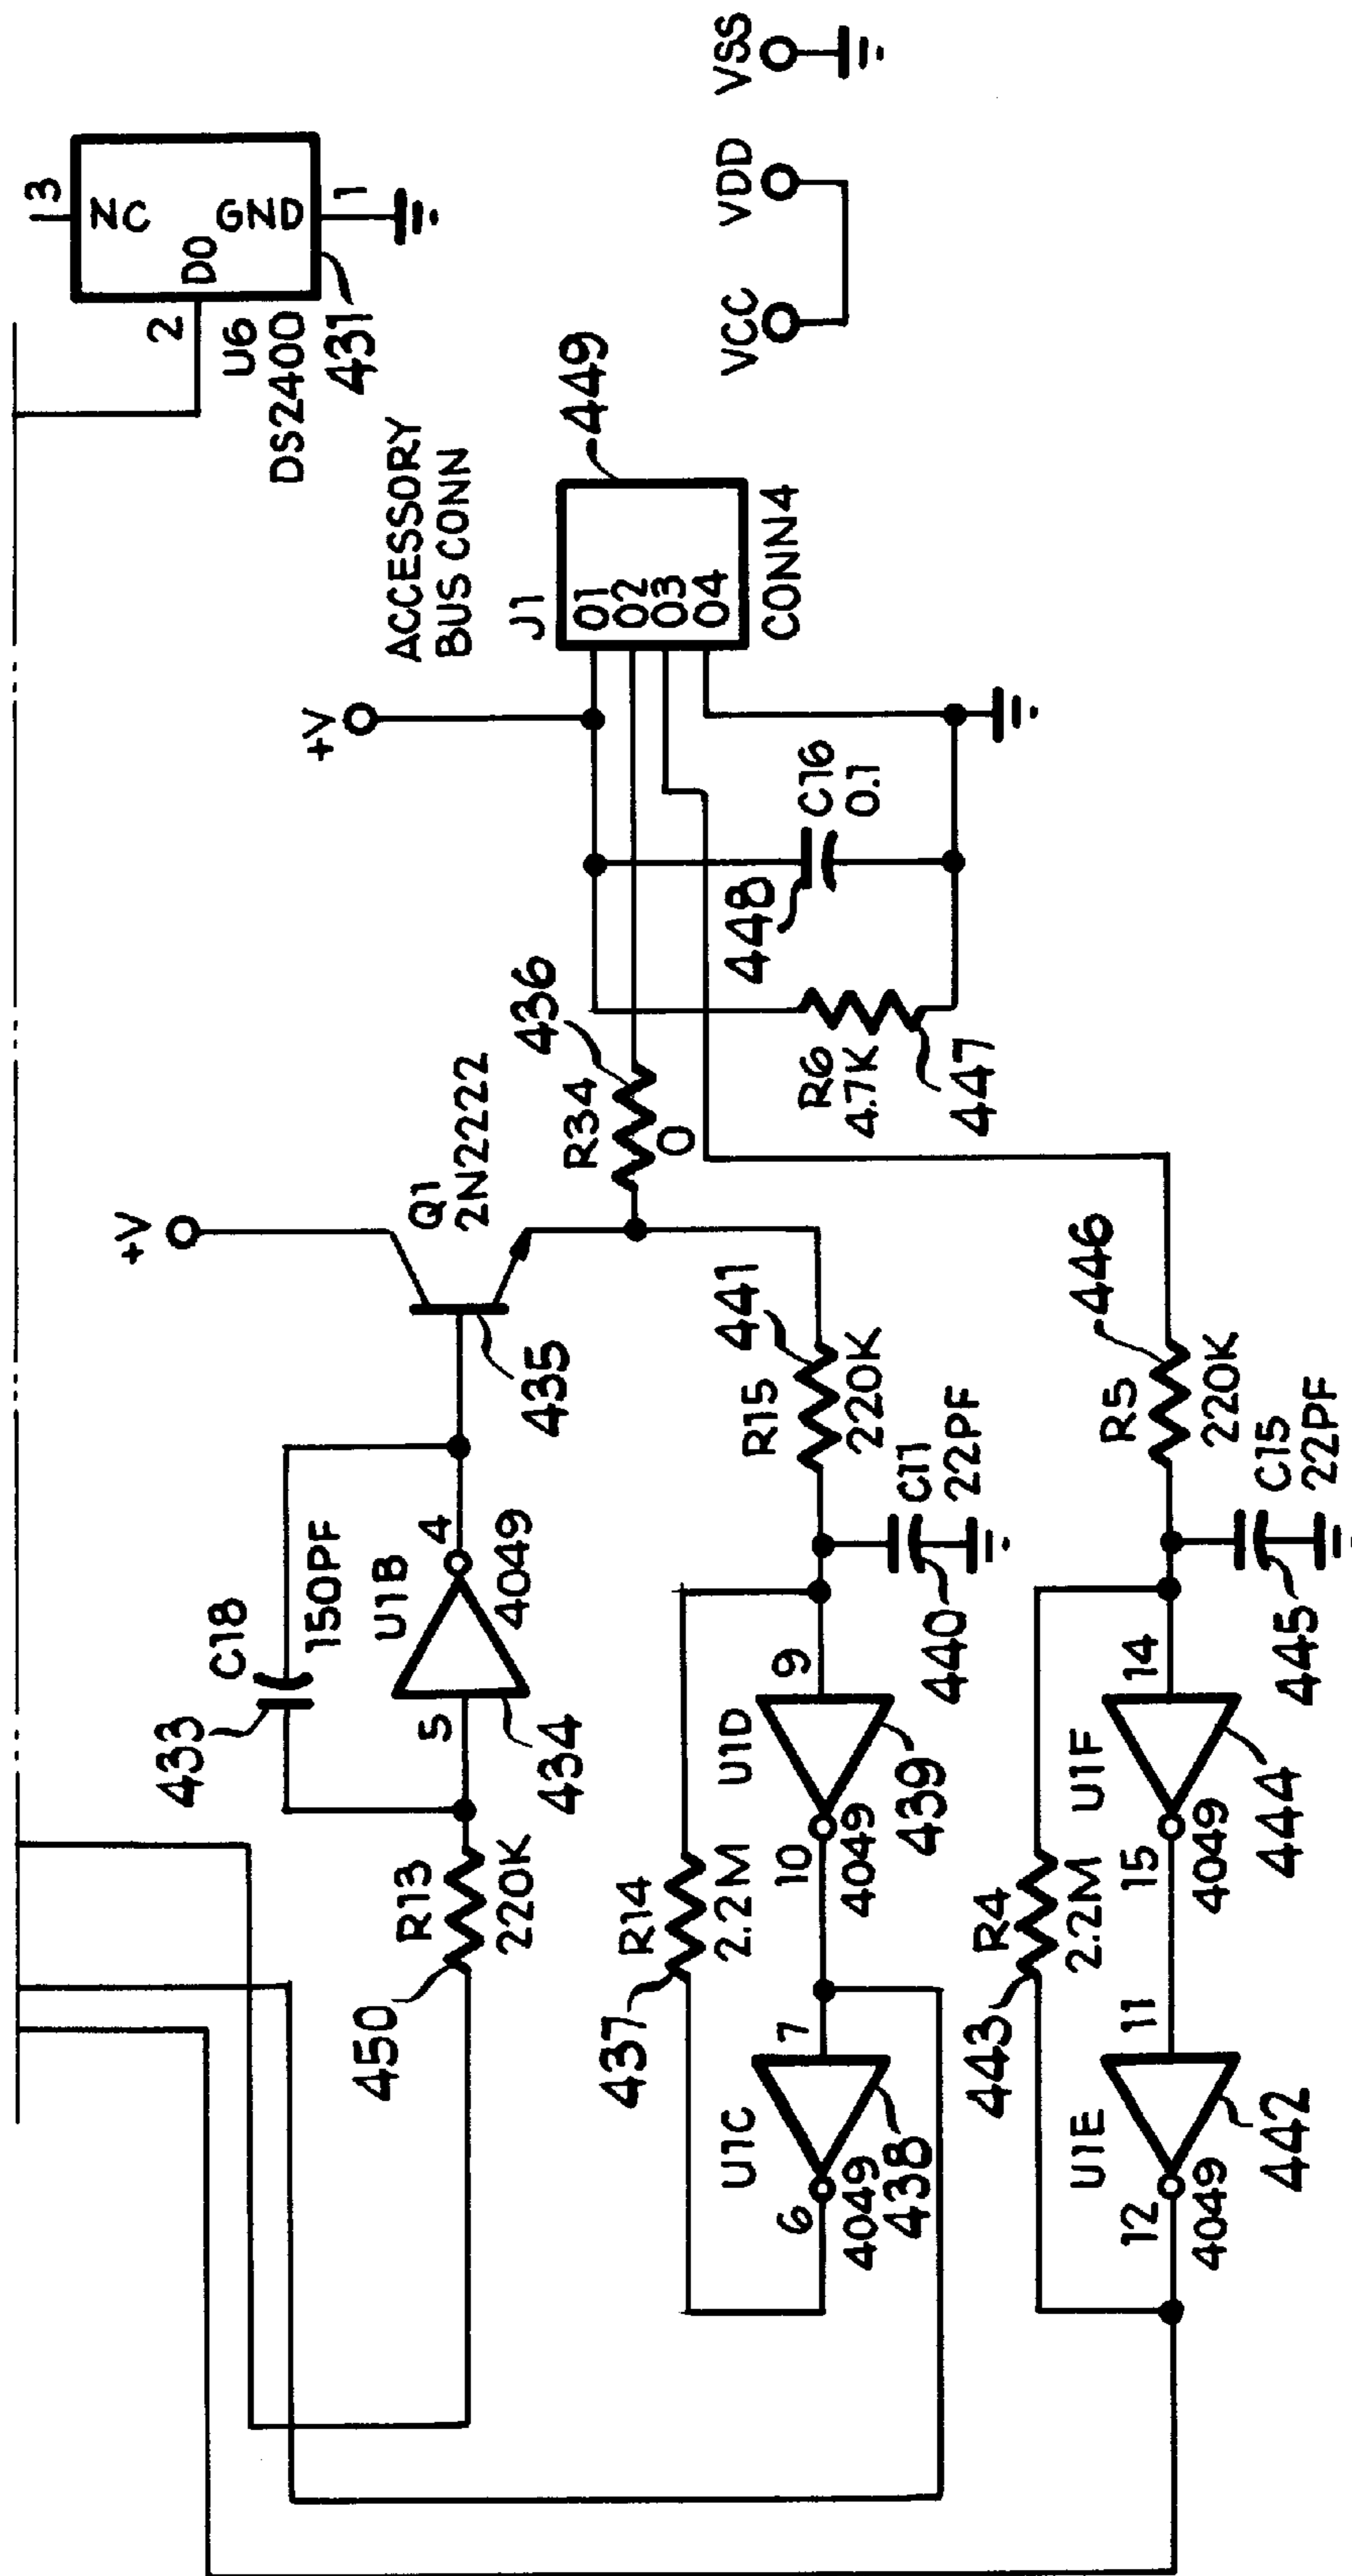 3
NC
GND
1
DO
2
U6
DS2400
431
VSS
VDD
VCC
ACCESSORY
BUS CONN
449
J1
01
02
03
04
CONN4
+V
C16
0.1
448
R6
4.7K
447
436
R34
0
+V
Q1
2N2222
435
C18
150PF
433
U1B
4
4049
5
434
R13
220K
450
441
R15
220K
C11
22PF
440
9
U1D
439
10
4049
R14
2.2M
437
7
U1C
438
6
4049
446
R5
220K
C15
22PF
445
14
U1F
444
15
4049
R4
2.2M
443
11
U1E
442
12
4049